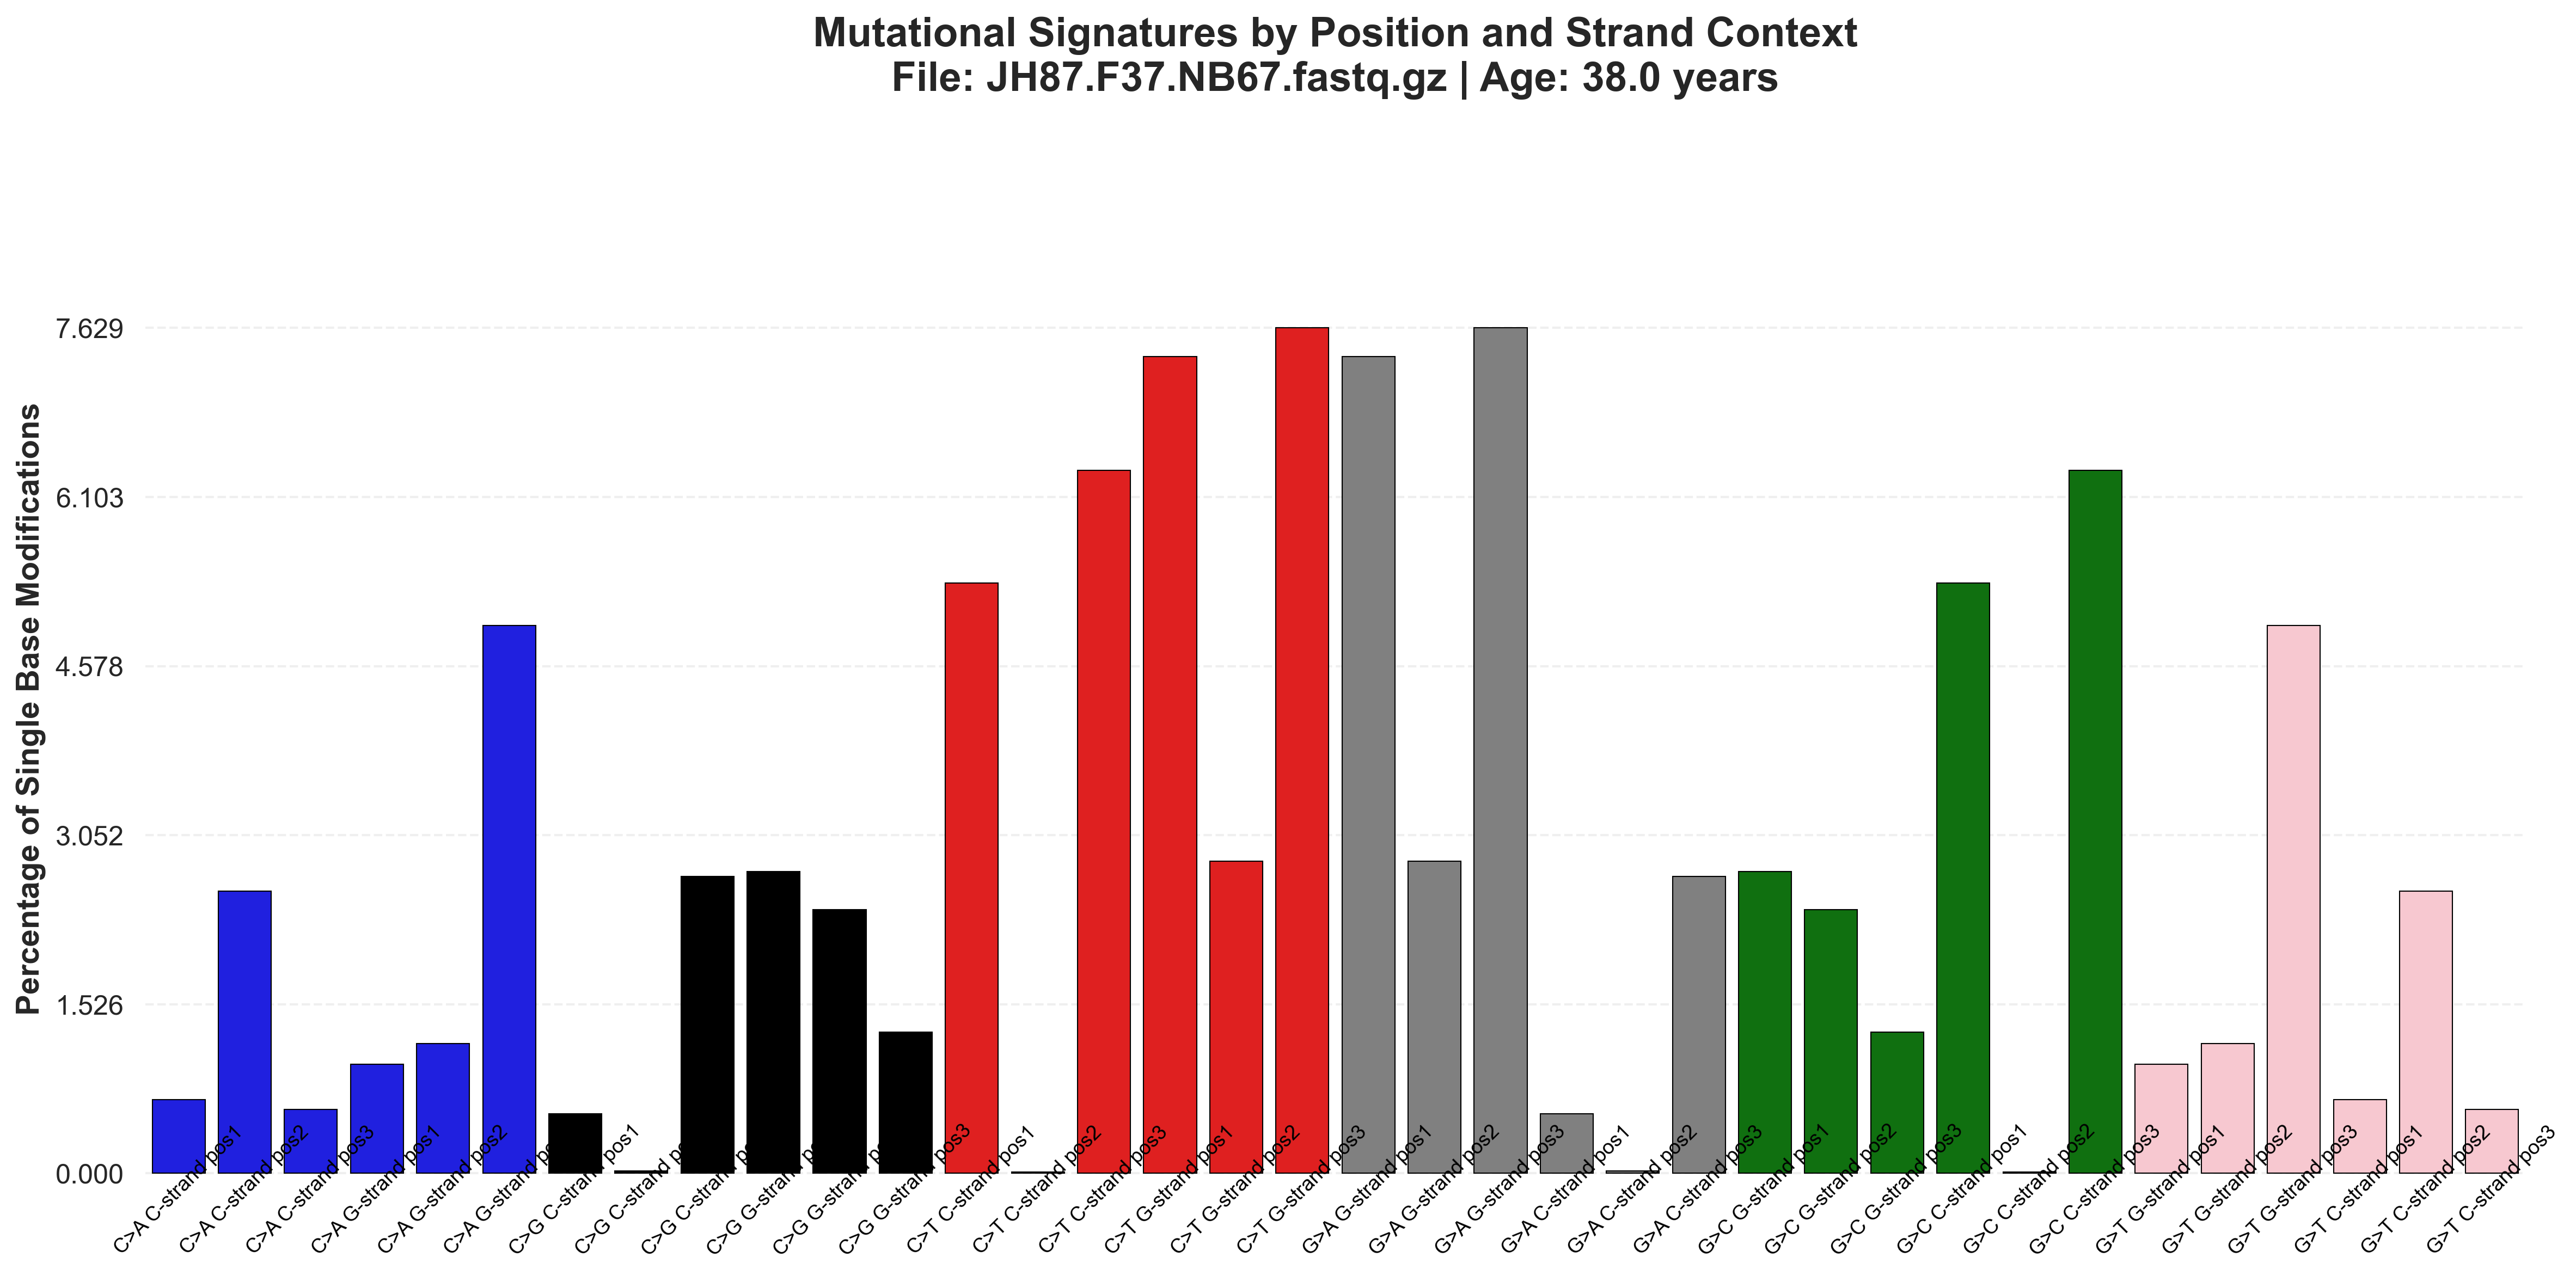 Mutational Signatures by Position and Strand Context
File: JH87.F37.NB67.fastq.gz | Age: 38.0 years
Percentage of Single Base Modifications
7.629
6.103
4.578
3.052
1.526
0.000
C>A C-strand pos1
C>A C-strand pos2
C>A C-strand pos3
C>A G-strand pos1
C>A G-strand pos2
C>A G-strand
C>G C-strand pos1
C>G C-strand
C>G C-strand
C>G G-strand
C>G G-strand
C>G G-strand pos3
C>T C-strand pos1
C>T C-strand pos2
C>T C-strand pos3
C>T G-strand pos1
C>T G-strand pos2
C>T G-strand pos3
G>A G-strand pos1
G>A G-strand pos2
G>A G-strand pos3
G>A C-strand pos1
G>A C-strand pos2
G>A C-strand pos3
G>C G-strand pos1
G>C G-strand pos2
G>C G-strand pos3
G>C C-strand pos1
G>C C-strand pos2
G>C C-strand pos3
G>T G-strand pos1
G>T G-strand pos2
G>T G-strand pos3
G>T C-strand pos1
G>T C-strand pos2
G>T C-strand pos3